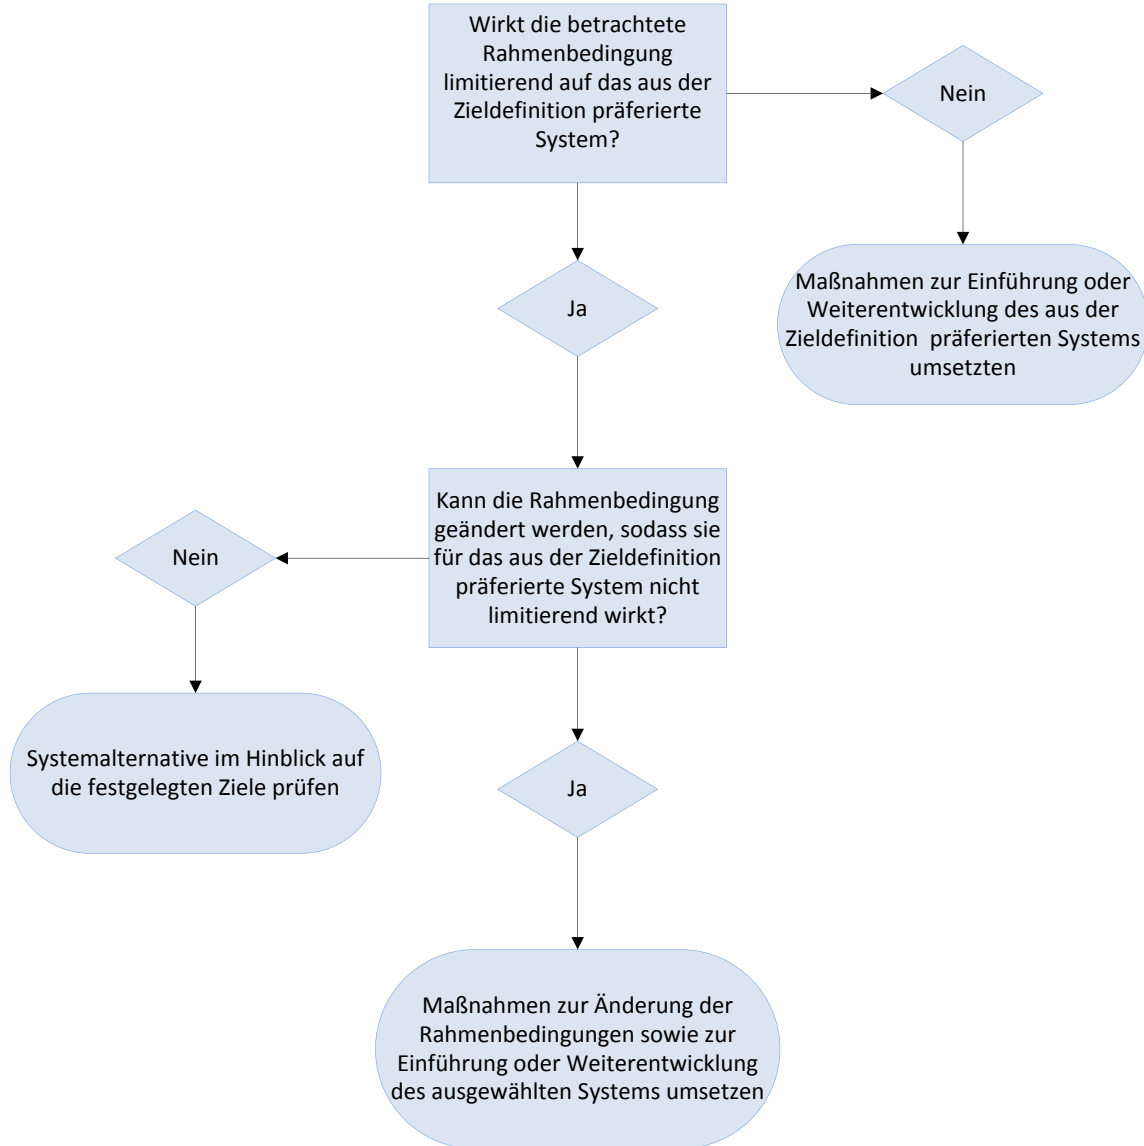 Wirkt die betrachtete
Rahmenbedingung
limitierend auf das aus der
Zieldefinition präferierte
System?
Nein
Maßnahmen zur Einführung oder
Weiterentwicklung des aus der
Zieldefinition  präferierten Systems
umsetzten
Ja
Kann die Rahmenbedingung
geändert werden, sodass sie
für das aus der Zieldefinition
präferierte System nicht
limitierend wirkt?
Nein
Systemalternative im Hinblick auf
die festgelegten Ziele prüfen
Ja
Maßnahmen zur Änderung der
Rahmenbedingungen sowie zur
Einführung oder Weiterentwicklung
des ausgewählten Systems umsetzen